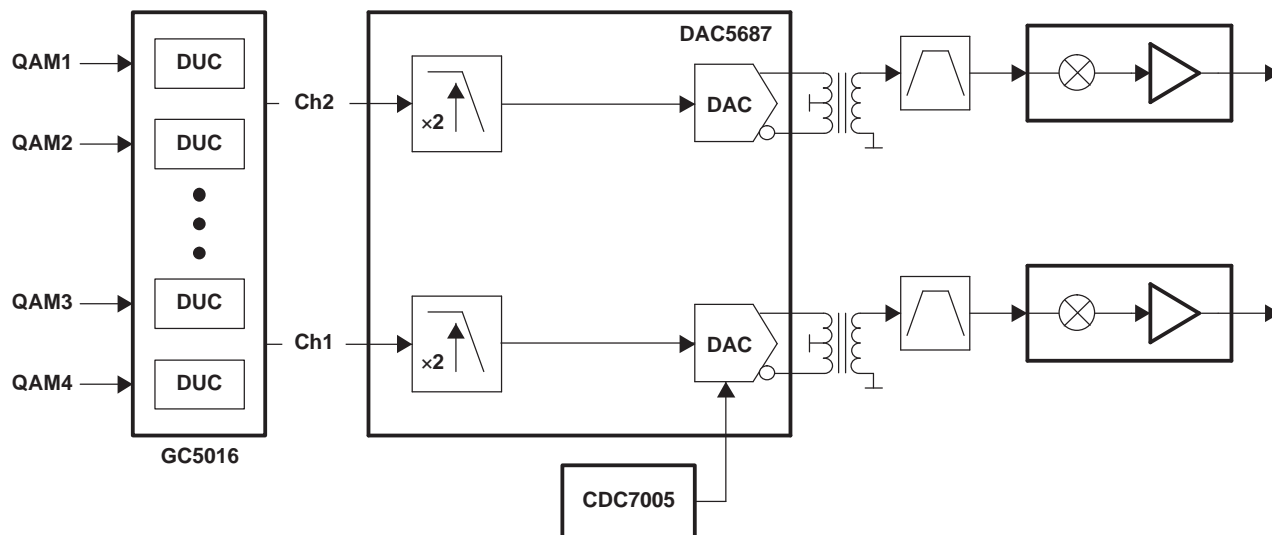 DAC5687
QAM1
DUC
DAC
Ch2
×2
QAM2
DUC
QAM3
DUC
Ch1
DAC
×2
QAM4
DUC
GC5016
CDC7005